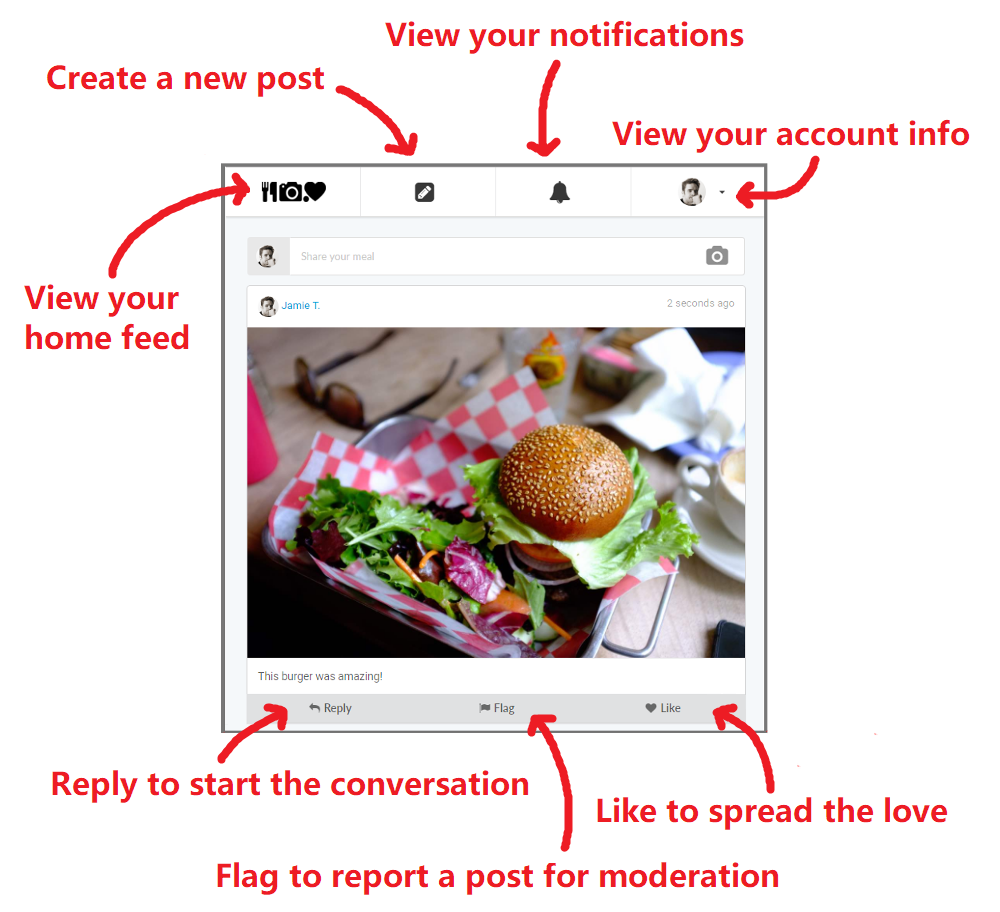 View your notifications
Create a new post
View your account info
Share your meal
View your
home feed
Jamie T.
2 seconds ago
This burger was amazing!
Reply
Flag
Like
Reply to start the conversation
Like to spread the love
Flag to report a post for moderation